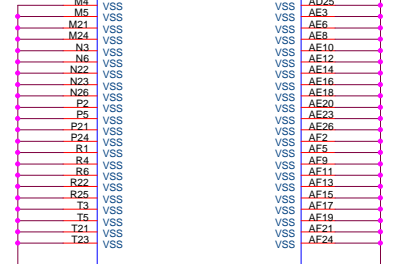 M4 VSS VSS AD25
M5 VSS VSS AE3
M21 VSS VSS AE6
M24 VSS VSS AE8
N3 VSS VSS AE10
N6 VSS VSS AE12
N22 VSS VSS AE14
N23 VSS VSS AE16
N26 VSS VSS AE18
P2 VSS VSS AE20
P5 VSS VSS AE23
P21 VSS VSS AE26
P24 VSS VSS AF2
R1 VSS VSS AF5
R4 VSS VSS AF9
R6 VSS VSS AF11
R22 VSS VSS AF13
R25 VSS VSS AF15
T3 VSS VSS AF17
T5 VSS VSS AF19
T21 VSS VSS AF21
T23 VSS VSS AF24